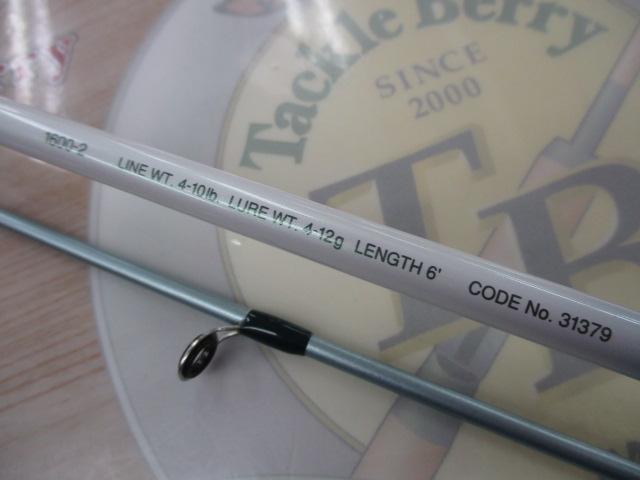 Tackle Berry
SINCE
2000
TB
1600-2 LINE WT. 4-10lb. LURE WT. 4-12g LENGTH 6' CODE No. 31379